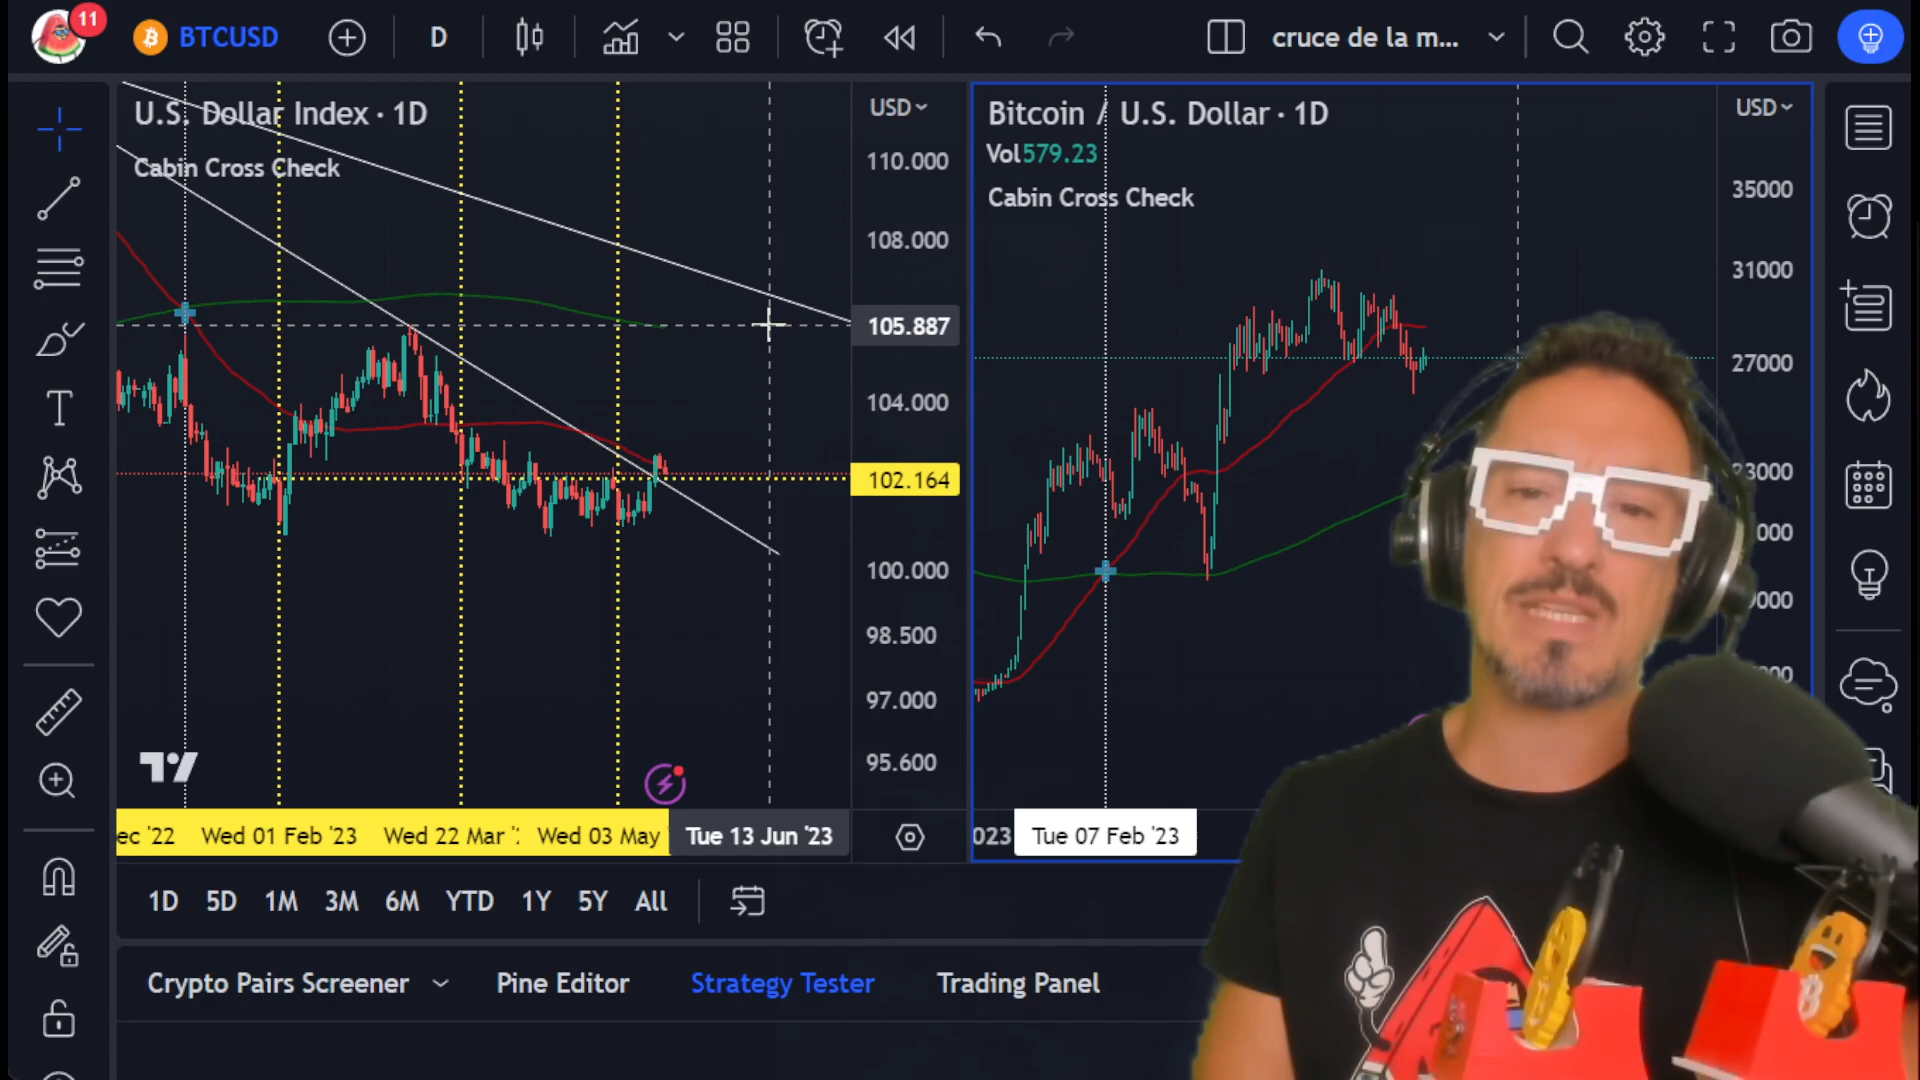 11
BTCUSD
D
cruce de la m...
U.S. Dollar Index · 1D
Cabin Cross Check
USD
110.000
108.000
105.887
104.000
102.164
100.000
98.500
97.000
95.600
ec '22
Wed 01 Feb '23
Wed 22 Mar '
Wed 03 May
Tue 13 Jun '23
Bitcoin / U.S. Dollar · 1D
Vol579.23
Cabin Cross Check
USD
35000
31000
27000
23000
000
000
023
Tue 07 Feb '23
1D
5D
1M
3M
6M
YTD
1Y
5Y
All
Crypto Pairs Screener
Pine Editor
Strategy Tester
Trading Panel